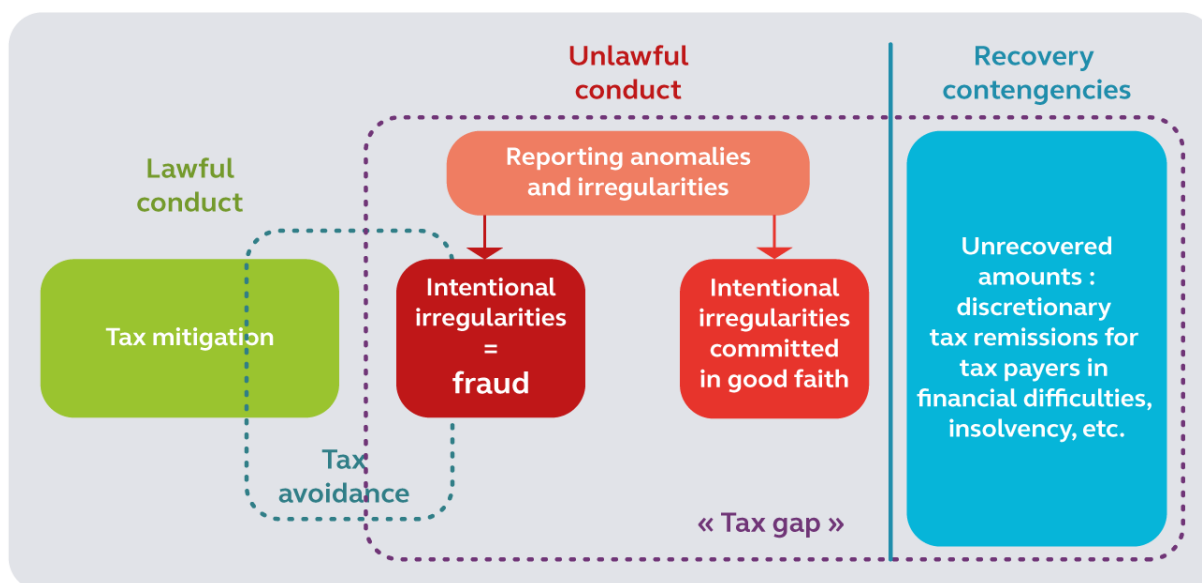 Unlawful
conduct
Recovery
contengencies
Reporting anomalies
and irregularities
Lawful
conduct
Tax mitigation
Intentional
irregularities
=
fraud
Intentional
irregularities
committed
in good faith
Unrecovered
amounts :
discretionary
tax remissions for
tax payers in
financial difficulties,
insolvency, etc.
Tax
avoidance
« Tax gap »